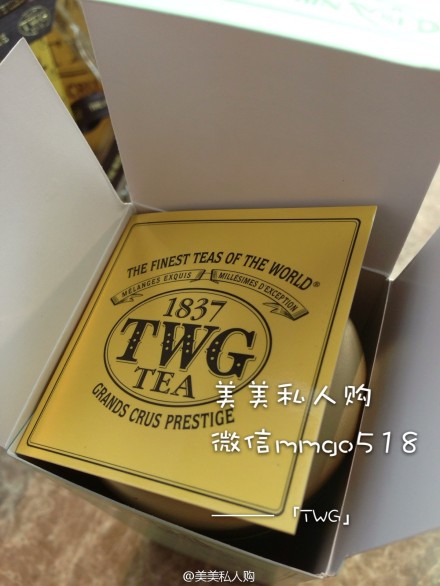 THE FINEST TEAS OF THE WORLD®
MÉLANGES EXQUIS
MILLÉSIMES D'EXCEPTION
1837
TWG
TEA
GRANDS CRUS PRESTIGE
美美私人购
微信mmgo518
——「TWG」
@美美私人购